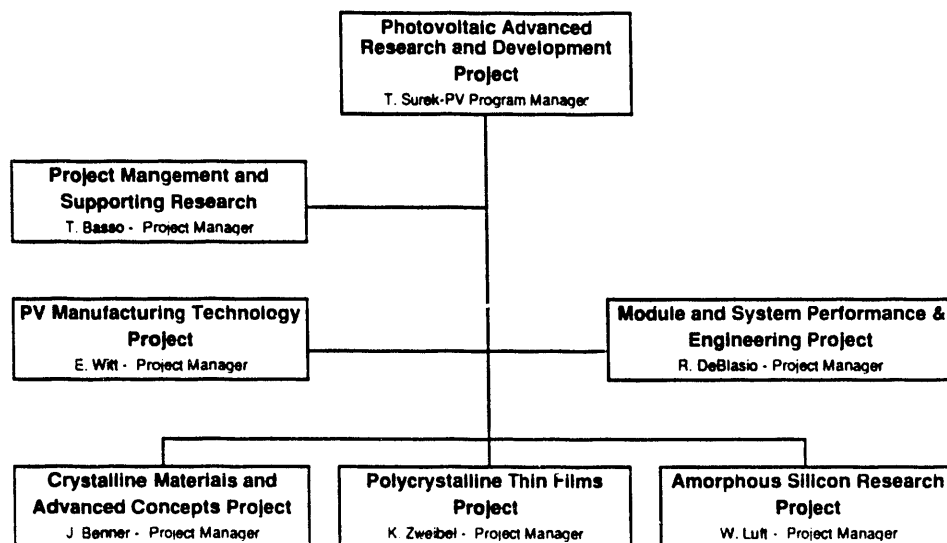 Photovoltaic Advanced
Research and Development
Project
T. Surek-PV Program Manager
Project Mangement and
Supporting Research
T. Basso - Project Manager
PV Manufacturing Technology
Project
E. Witt - Project Manager
Module and System Performance &
Engineering Project
R. DeBlasio - Project Manager
Crystalline Materials and
Advanced Concepts Project
J. Benner - Project Manager
Polycrystalline Thin Films
Project
K. Zweibel - Project Manager
Amorphous Silicon Research
Project
W. Luft - Project Manager